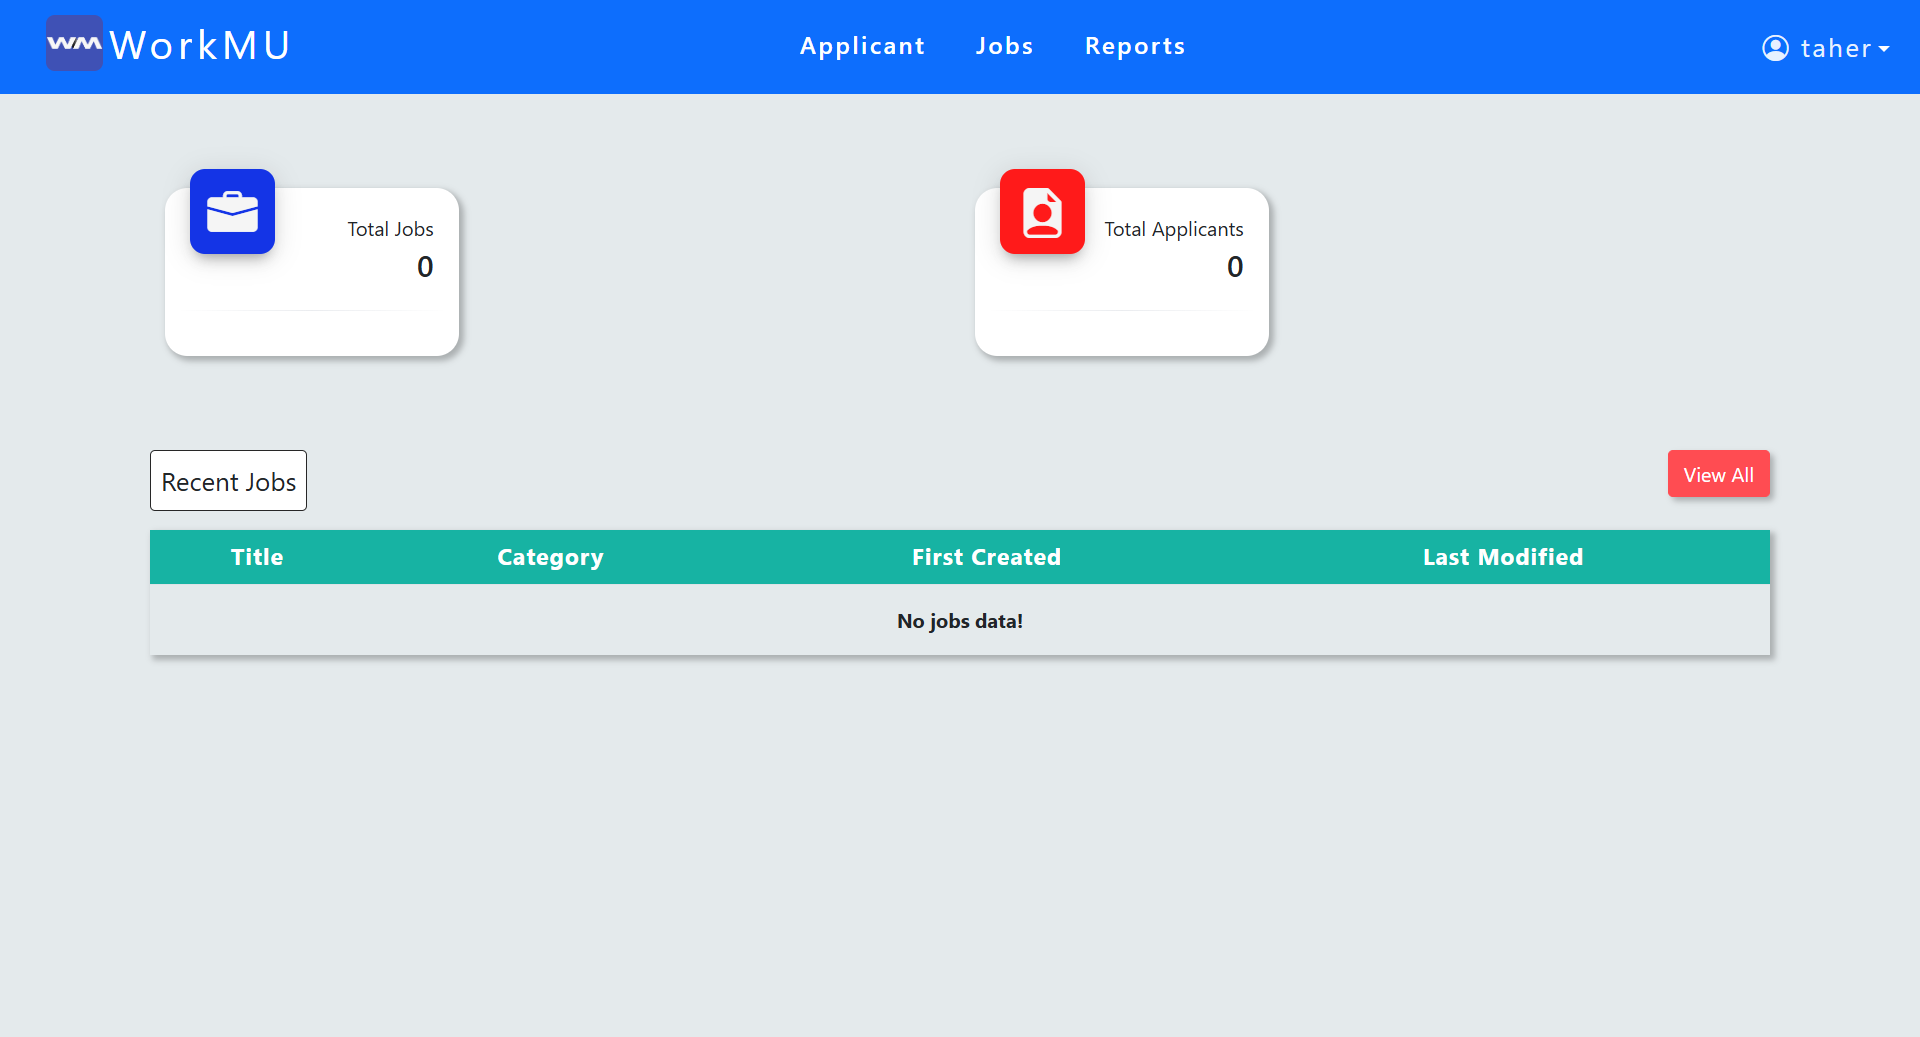 WM WorkMU
Applicant Jobs Reports
taher
Total Jobs
0
Total Applicants
0
Recent Jobs
View All
Title Category First Created Last Modified
No jobs data!